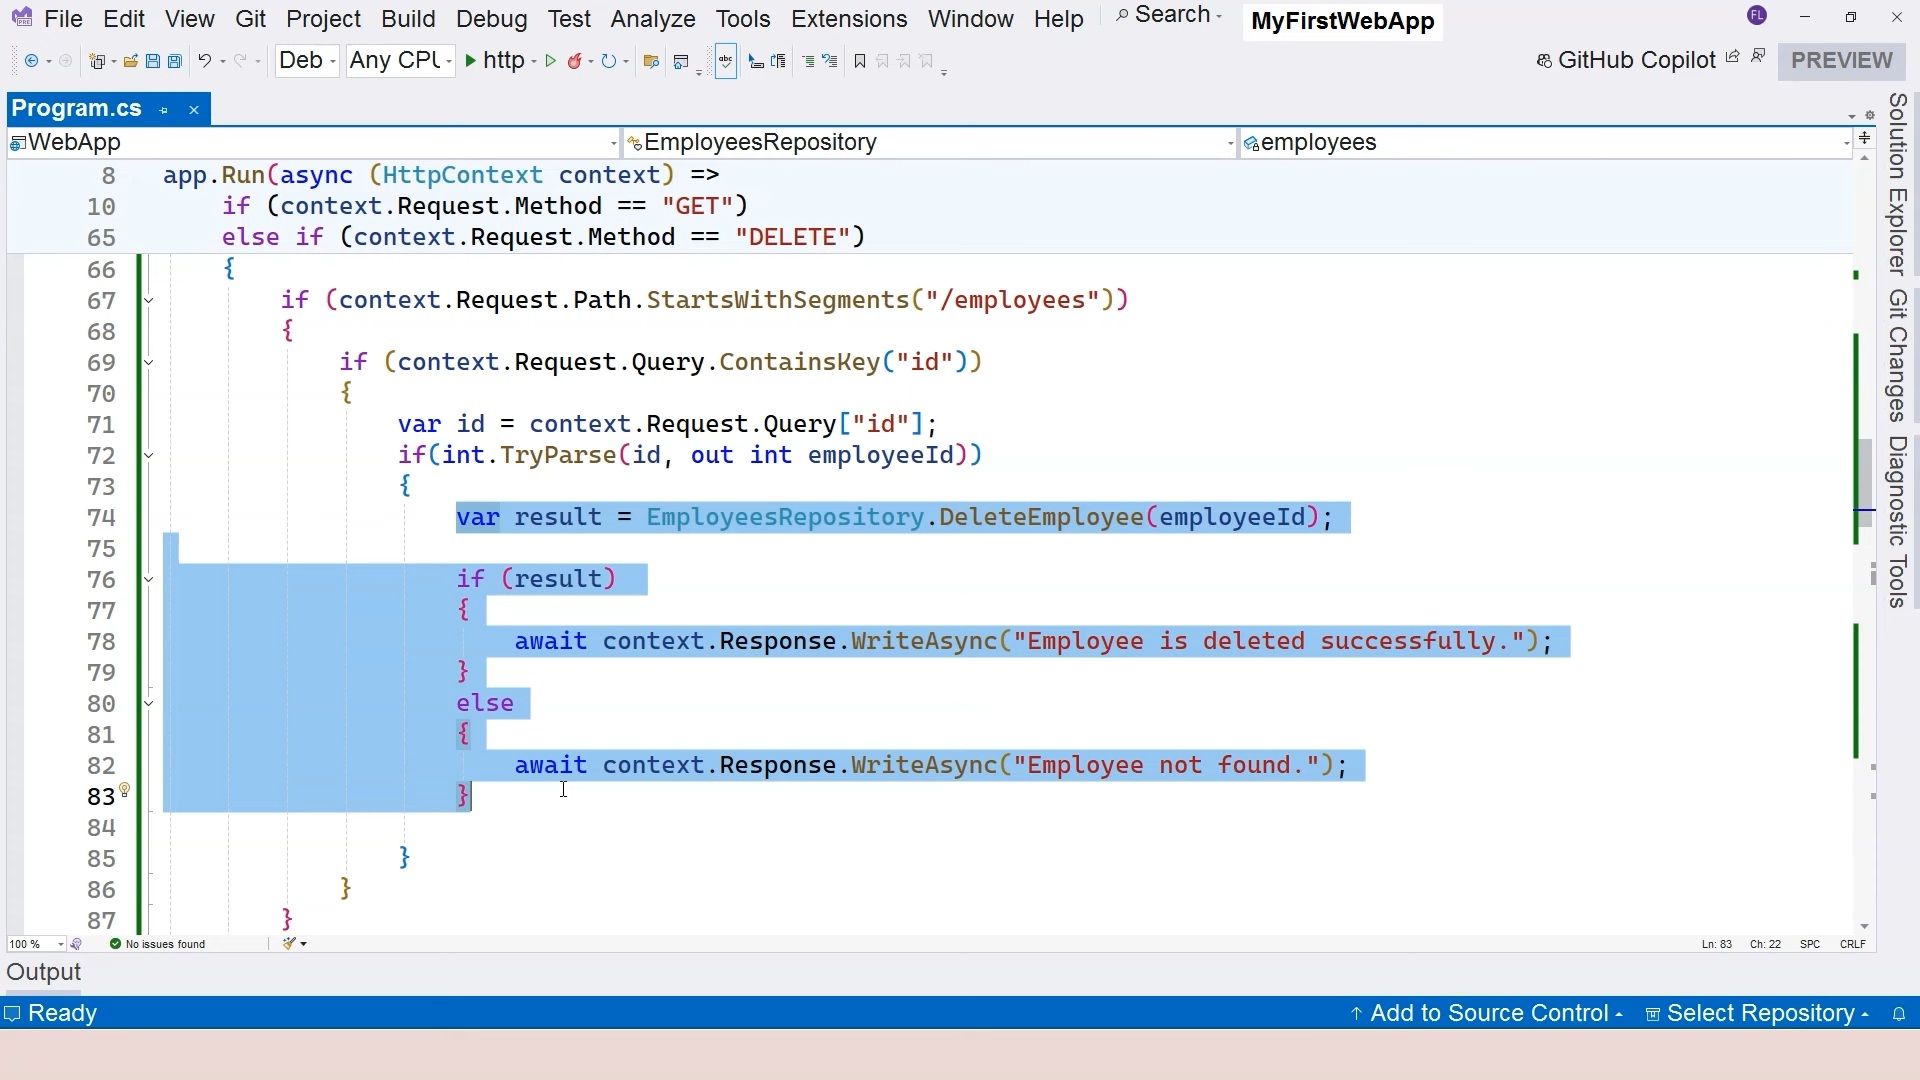 File Edit View Git Project Build Debug Test Analyze Tools Extensions Window Help Search MyFirstWebApp FL
Deb Any CPU http GitHub Copilot PREVIEW
Program.cs
WebApp EmployeesRepository employees
8 app.Run(async (HttpContext context) =>
10 if (context.Request.Method == "GET")
65 else if (context.Request.Method == "DELETE")
66 {
67 if (context.Request.Path.StartsWithSegments("/employees"))
68 {
69 if (context.Request.Query.ContainsKey("id"))
70 {
71 var id = context.Request.Query["id"];
72 if(int.TryParse(id, out int employeeId))
73 {
74 var result = EmployeesRepository.DeleteEmployee(employeeId);
75
76 if (result)
77 {
78 await context.Response.WriteAsync("Employee is deleted successfully.");
79 }
80 else
81 {
82 await context.Response.WriteAsync("Employee not found.");
83 }
84
85 }
86 }
87 }
Solution Explorer
Git Changes
Diagnostic Tools
100 % No issues found Ln: 83 Ch: 22 SPC CRLF
Output
Ready Add to Source Control Select Repository